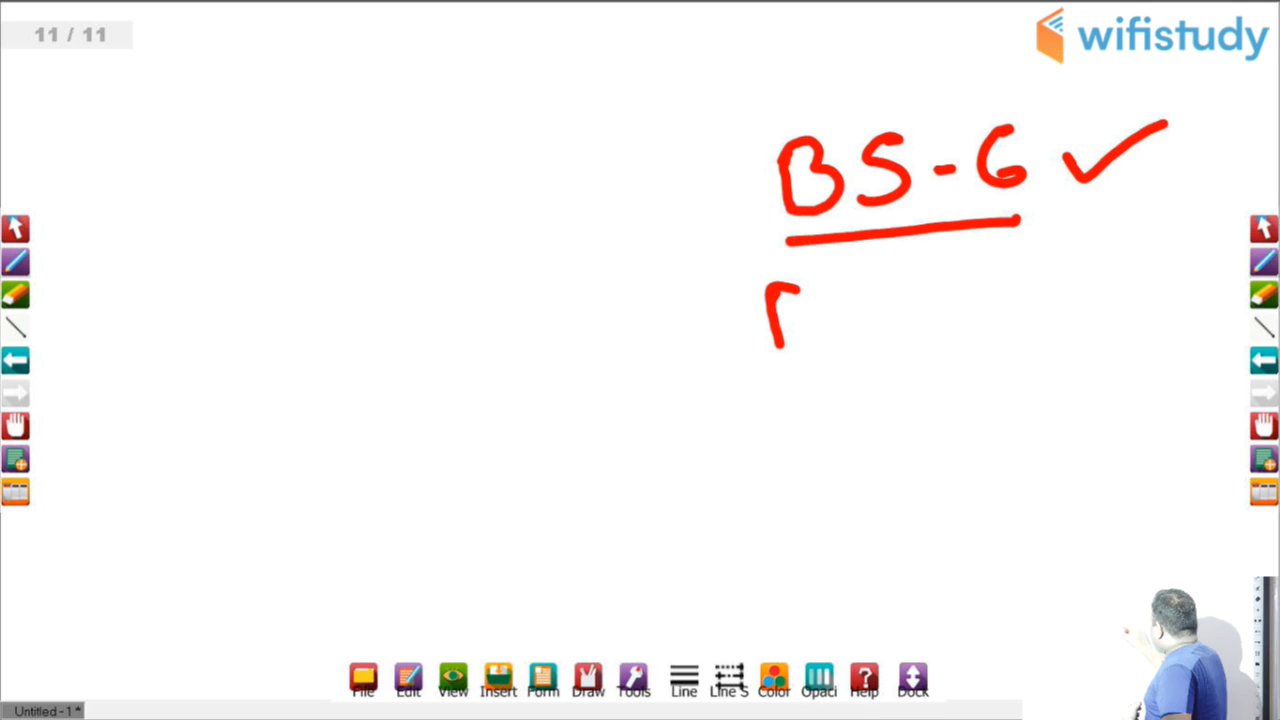 11 / 11
wifistudy
BS-6
File Edit View Insert Form Draw Tools Line Line S Color Opaci Help Dock
Untitled - 1 *